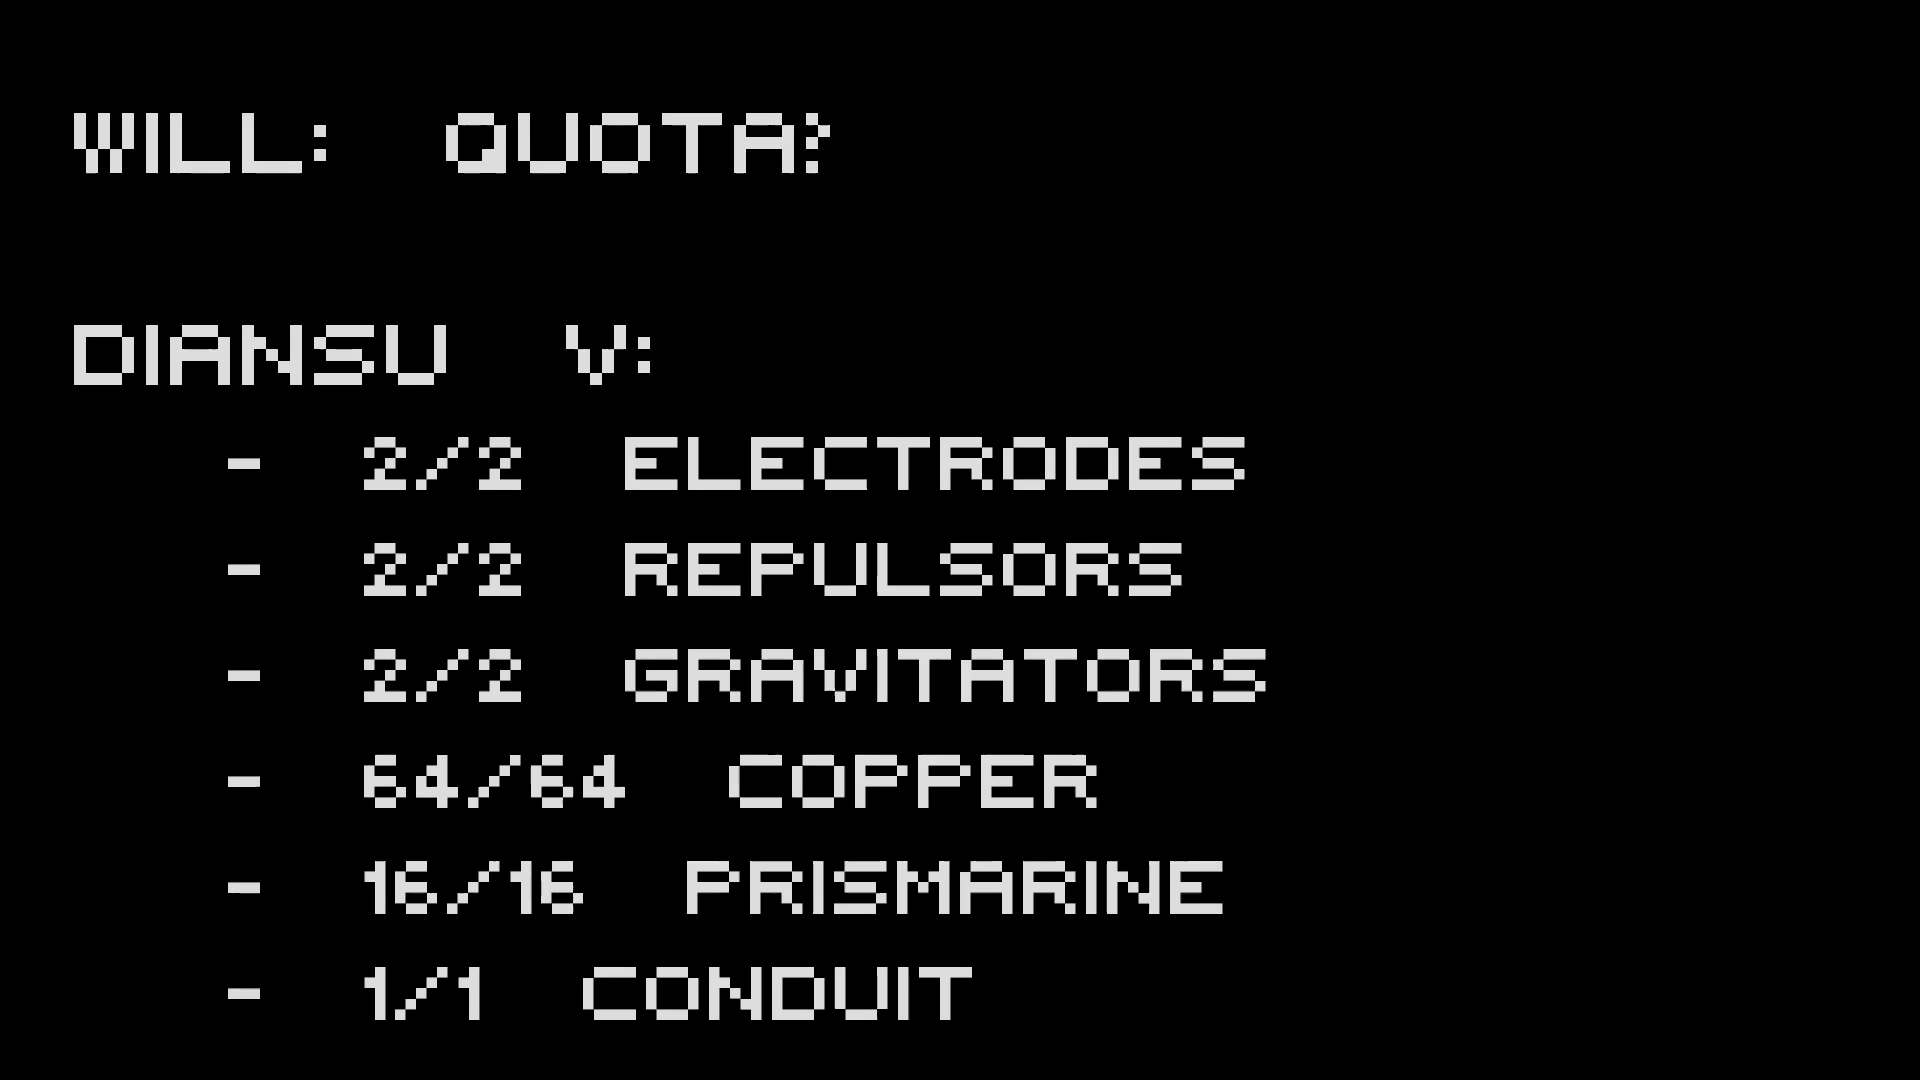 WILL: QUOTA?
DIANSU V:
- 2/2 ELECTRODES
- 2/2 REPULSORS
- 2/2 GRAVITATORS
- 64/64 COPPER
- 16/16 PRISMARINE
- 1/1 CONDUIT